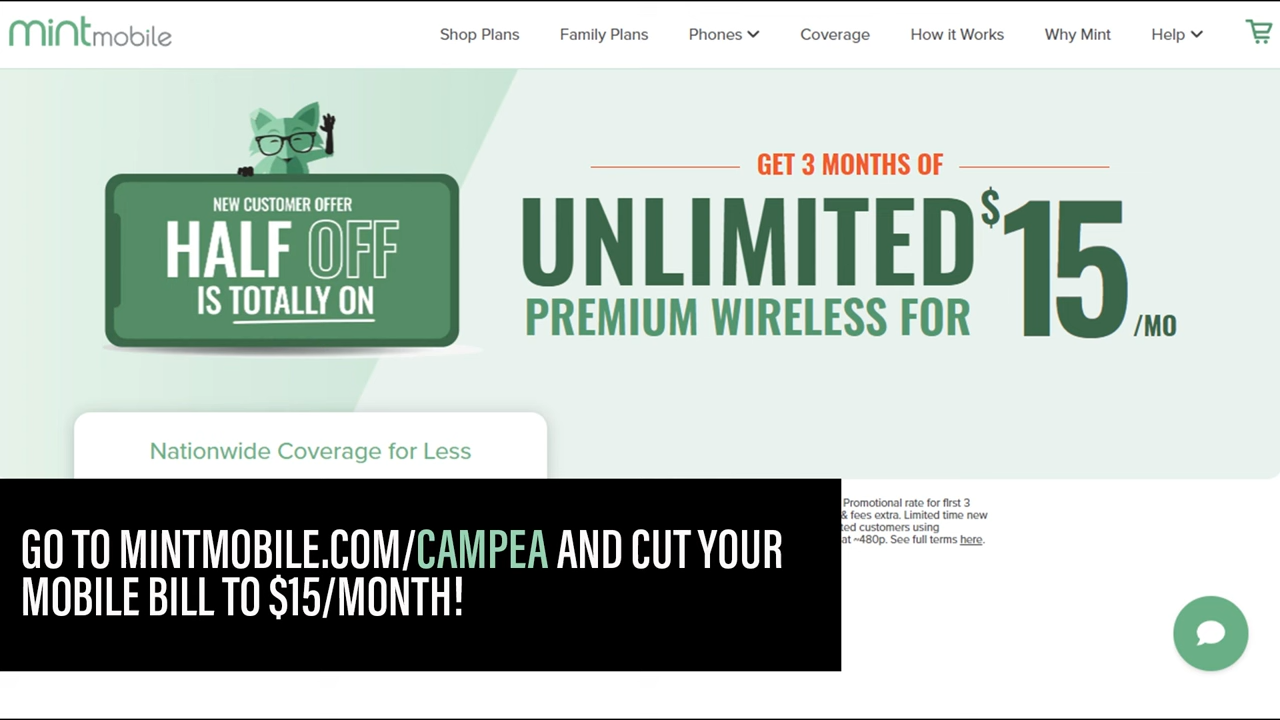 mintmobile
Shop Plans
Family Plans
Phones
Coverage
How it Works
Why Mint
Help
NEW CUSTOMER OFFER
HALF OFF
IS TOTALLY ON
GET 3 MONTHS OF
UNLIMITED
PREMIUM WIRELESS FOR
$15
/MO
Nationwide Coverage for Less
Promotional rate for first 3
& fees extra. Limited time new
ted customers using
at ~480p. See full terms here.
GO TO MINTMOBILE.COM/CAMPEA AND CUT YOUR
MOBILE BILL TO $15/MONTH!